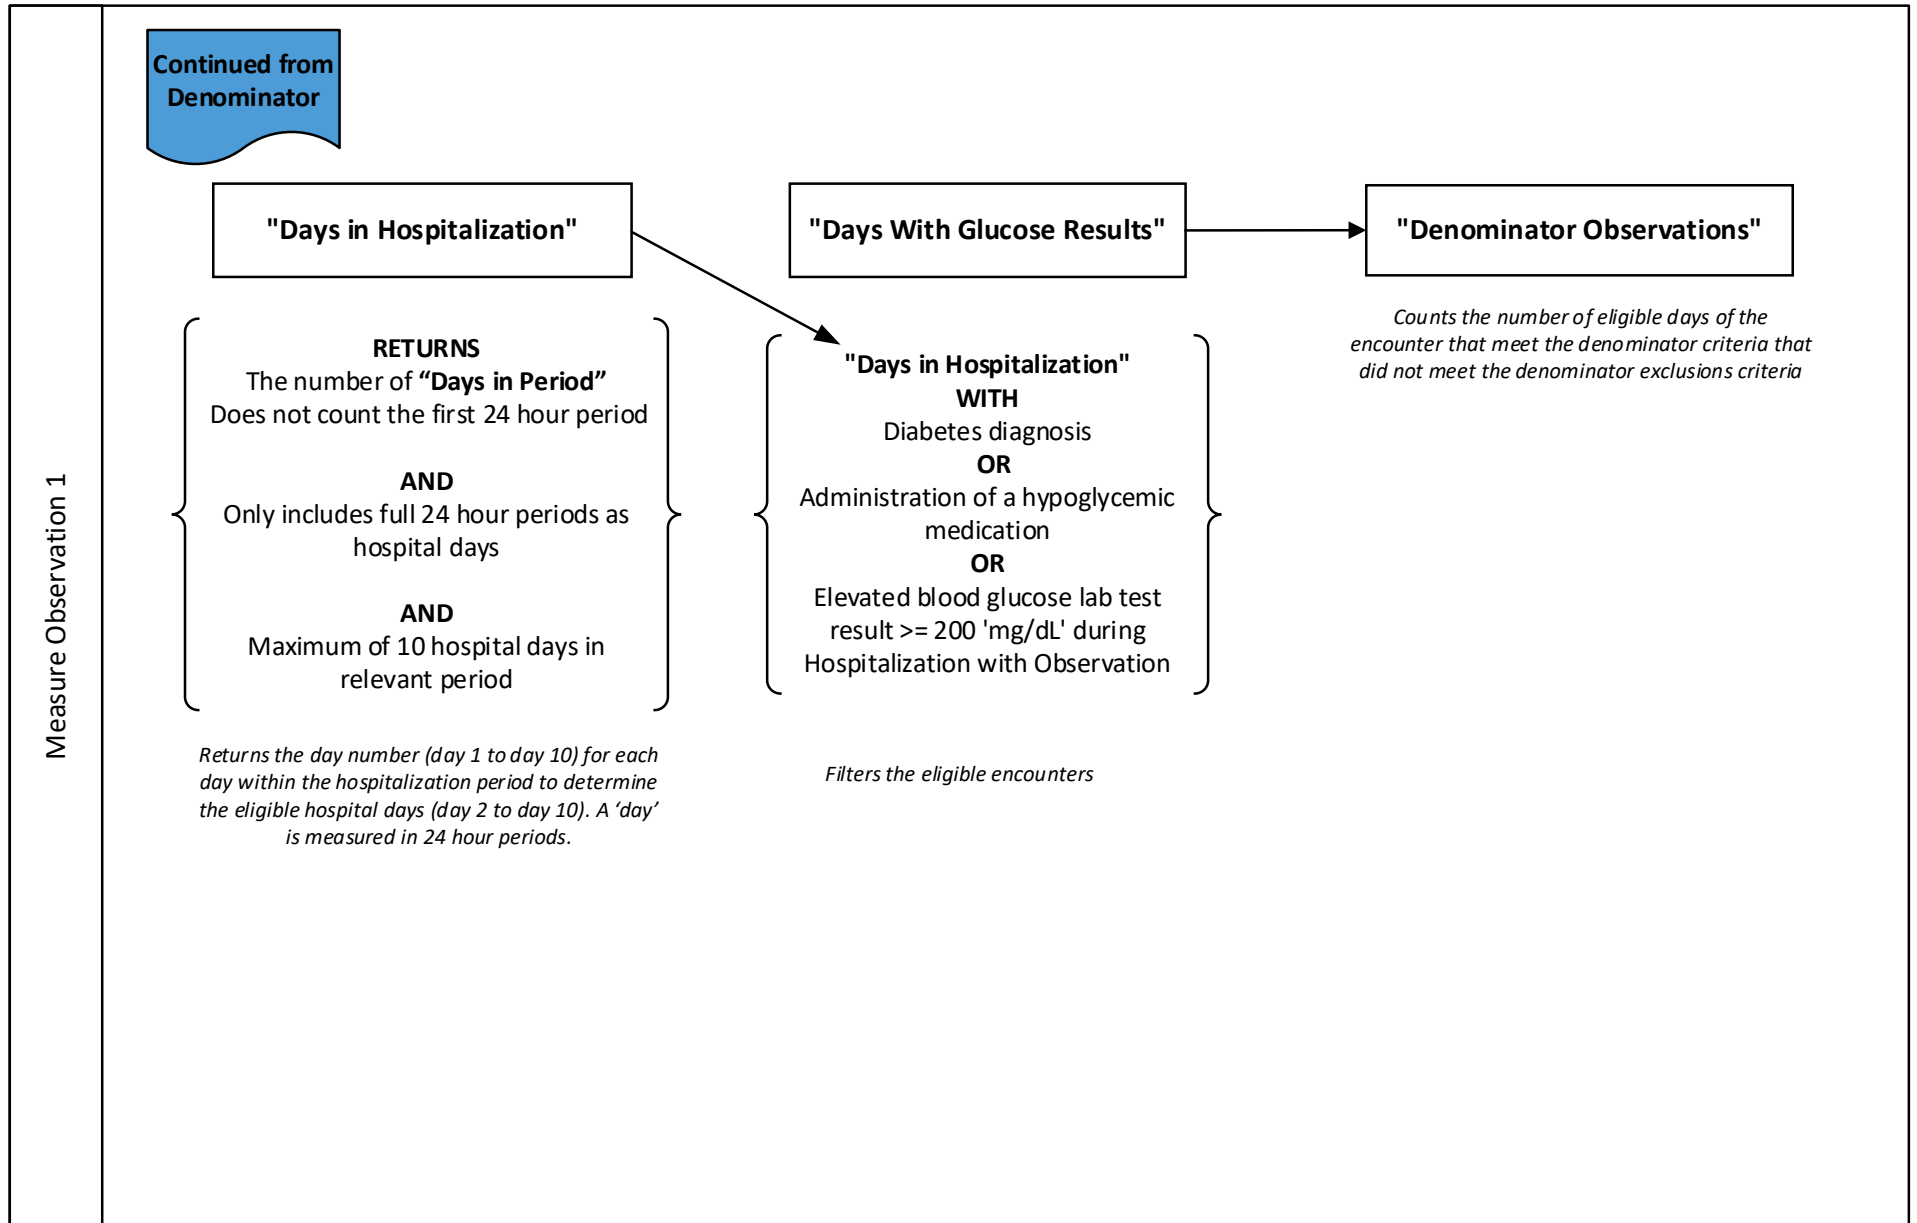 Measure Observation 1
Continued from
Denominator
"Days in Hospitalization"
RETURNS
The number of “Days in Period”
Does not count the first 24 hour period
AND
Only includes full 24 hour periods as
hospital days
AND
Maximum of 10 hospital days in
relevant period
Returns the day number (day 1 to day 10) for each
day within the hospitalization period to determine
the eligible hospital days (day 2 to day 10). A ‘day’
is measured in 24 hour periods.
"Days With Glucose Results"
"Days in Hospitalization"
WITH
Diabetes diagnosis
OR
Administration of a hypoglycemic
medication
OR
Elevated blood glucose lab test
result >= 200 'mg/dL' during
Hospitalization with Observation
Filters the eligible encounters
"Denominator Observations"
Counts the number of eligible days of the
encounter that meet the denominator criteria that
did not meet the denominator exclusions criteria